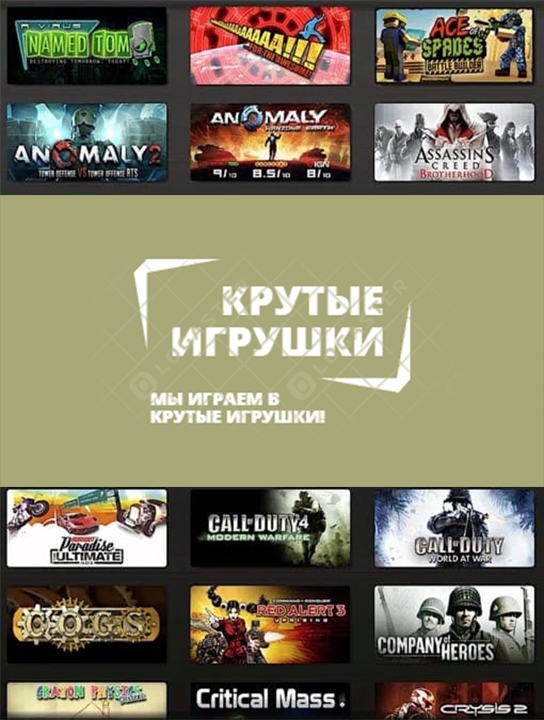 A VIRUS
NAMED TOM
DESTROYING TOMORROW, TODAY!
AAAAAAA!!!
FOR THE AWESOME!
ACE OF SPADES
BATTLE BUILDER
ANOMALY 2
TOWER DEFENSE VS TOWER OFFENSE RTS
ANOMALY
WARZONE EARTH
IGN
9/10 8.5/10 8/10
ASSASSIN'S
CREED
BROTHERHOOD
КРУТЫЕ
ИГРУШКИ
МЫ ИГРАЕМ В
КРУТЫЕ ИГРУШКИ!
Paradise
THE ULTIMATE
CALL OF DUTY 4
MODERN WARFARE
CALL OF DUTY
WORLD AT WAR
COGS
COMMAND & CONQUER
RED ALERT 3
UPRISING
COMPANY OF HEROES
CRAYON PHYSICS
Critical Mass
CRYSIS 2